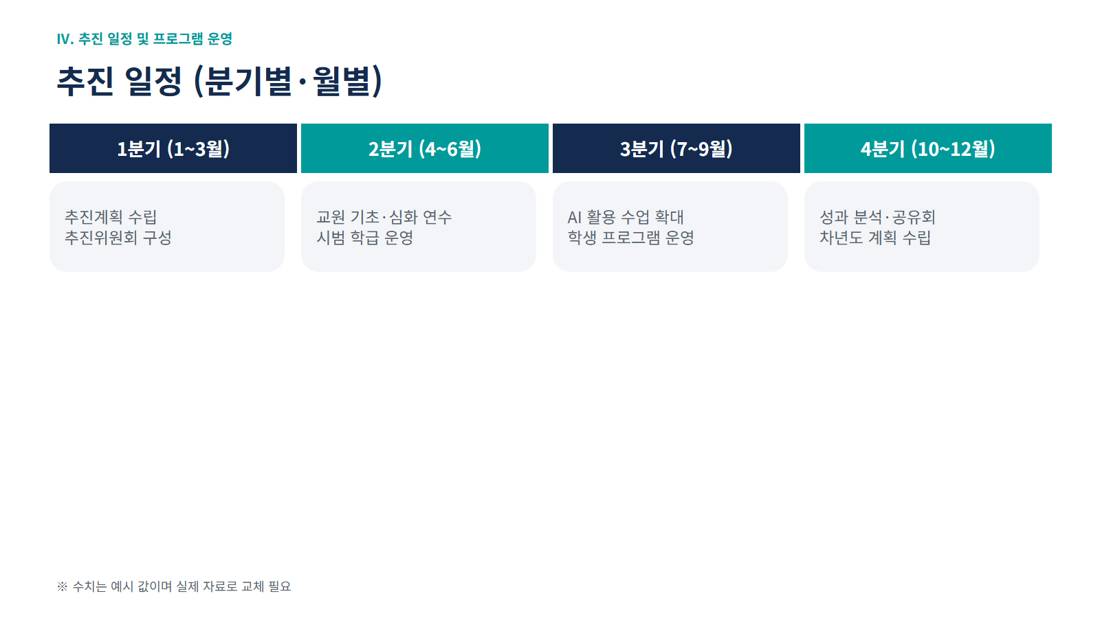 IV. 추진 일정 및 프로그램 운영
추진 일정 (분기별·월별)
1분기 (1~3월)
2분기 (4~6월)
3분기 (7~9월)
4분기 (10~12월)
추진계획 수립
추진위원회 구성
교원 기초·심화 연수
시범 학급 운영
AI 활용 수업 확대
학생 프로그램 운영
성과 분석·공유회
차년도 계획 수립
※ 수치는 예시 값이며 실제 자료로 교체 필요